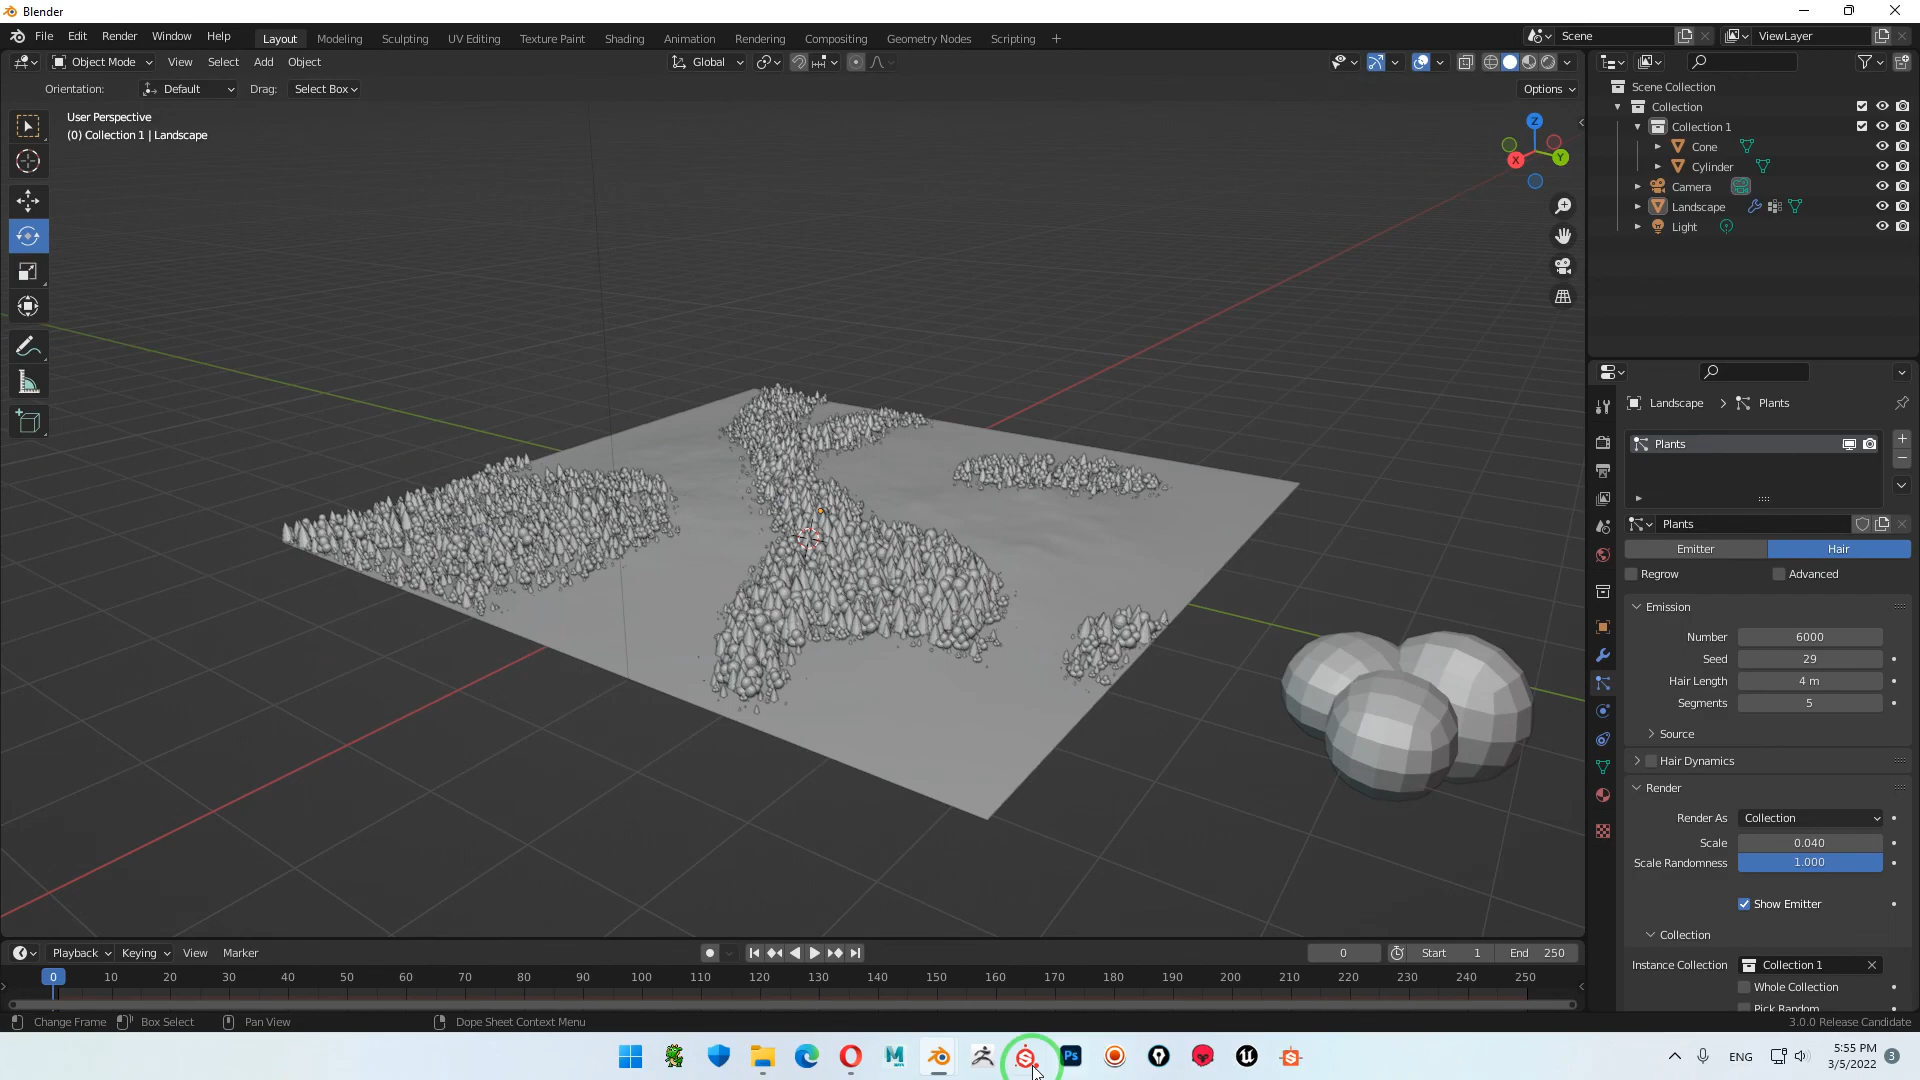 Blender
File Edit Render Window Help Layout Modeling Sculpting UV Editing Texture Paint Shading Animation Rendering Compositing Geometry Nodes Scripting + Scene ViewLayer
Object Mode View Select Add Object Global
Orientation: Default Drag: Select Box Options
User Perspective
(0) Collection 1 | Landscape
Z
X
Y
Scene Collection
Collection
Collection 1
Cone
Cylinder
Camera
Landscape
Light
Landscape > Plants
Plants
Plants
Emitter Hair
Regrow Advanced
Emission
Number 6000
Seed 29
Hair Length 4 m
Segments 5
Source
Hair Dynamics
Render
Render As Collection
Scale 0.040
Scale Randomness 1.000
Show Emitter
Collection
Instance Collection Collection 1
Whole Collection
Pick Random
Playback Keying View Marker 0 Start 1 End 250
0 10 20 30 40 50 60 70 80 90 100 110 120 130 140 150 160 170 180 190 200 210 220 230 240 250
Change Frame Box Select Pan View Dope Sheet Context Menu 3.0.0 Release Candidate
M Ps ENG 5:55 PM
3/5/2022 3